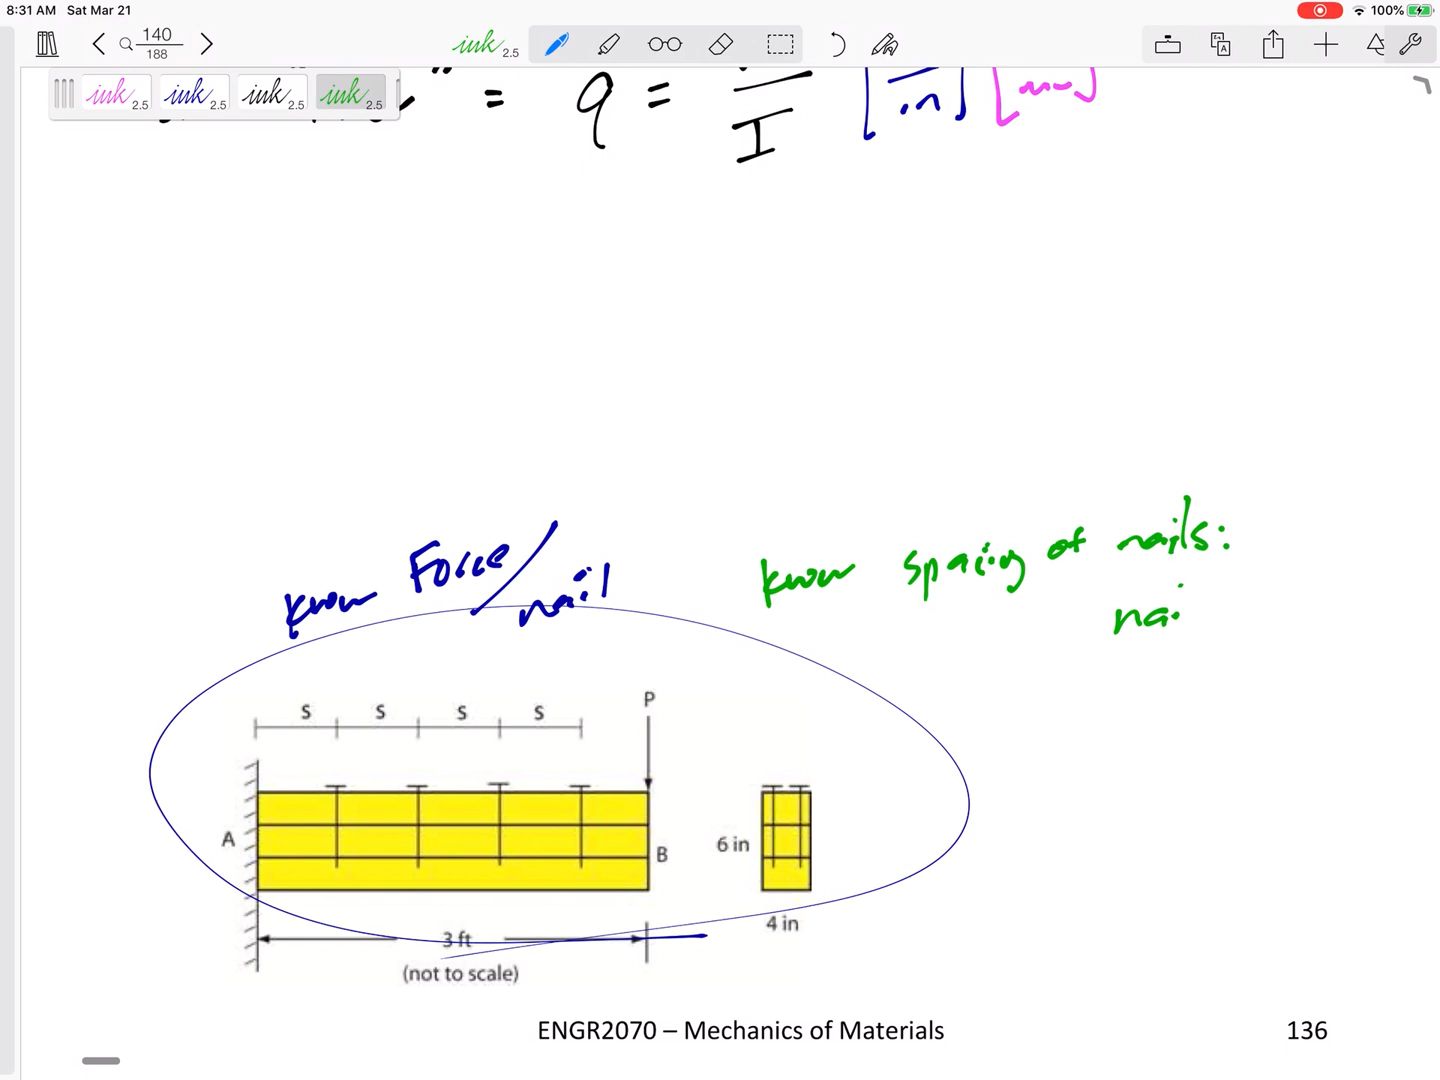 8:31 AM Sat Mar 21
100%
140
188
ink 2.5
ink 2.5
ink 2.5
ink 2.5
ink 2.5
" = q = I [in] [
know Force/nail
know spacing of nails:
nai
S S S S
P
A
B
6 in
4 in
3 ft
(not to scale)
ENGR2070 – Mechanics of Materials
136